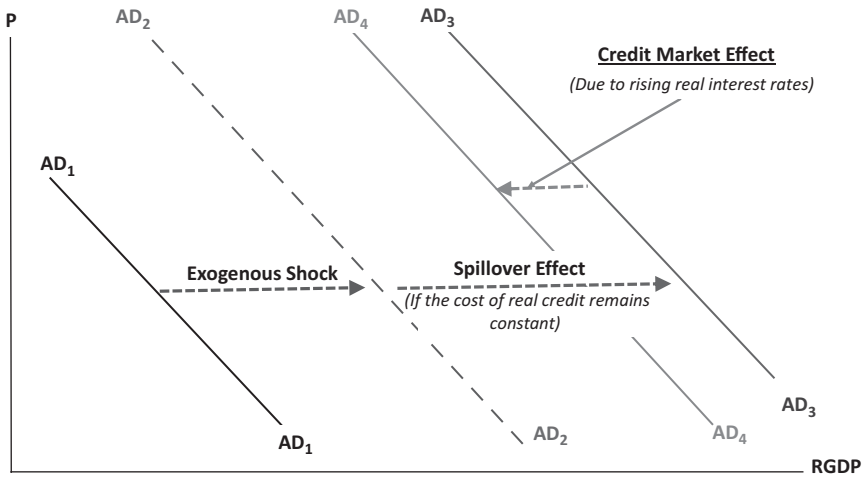 P
AD₂
AD₄
AD₃
Credit Market Effect
(Due to rising real interest rates)
AD₁
Exogenous Shock
Spillover Effect
(If the cost of real credit remains
constant)
AD₁
AD₂
AD₄
AD₃
RGDP